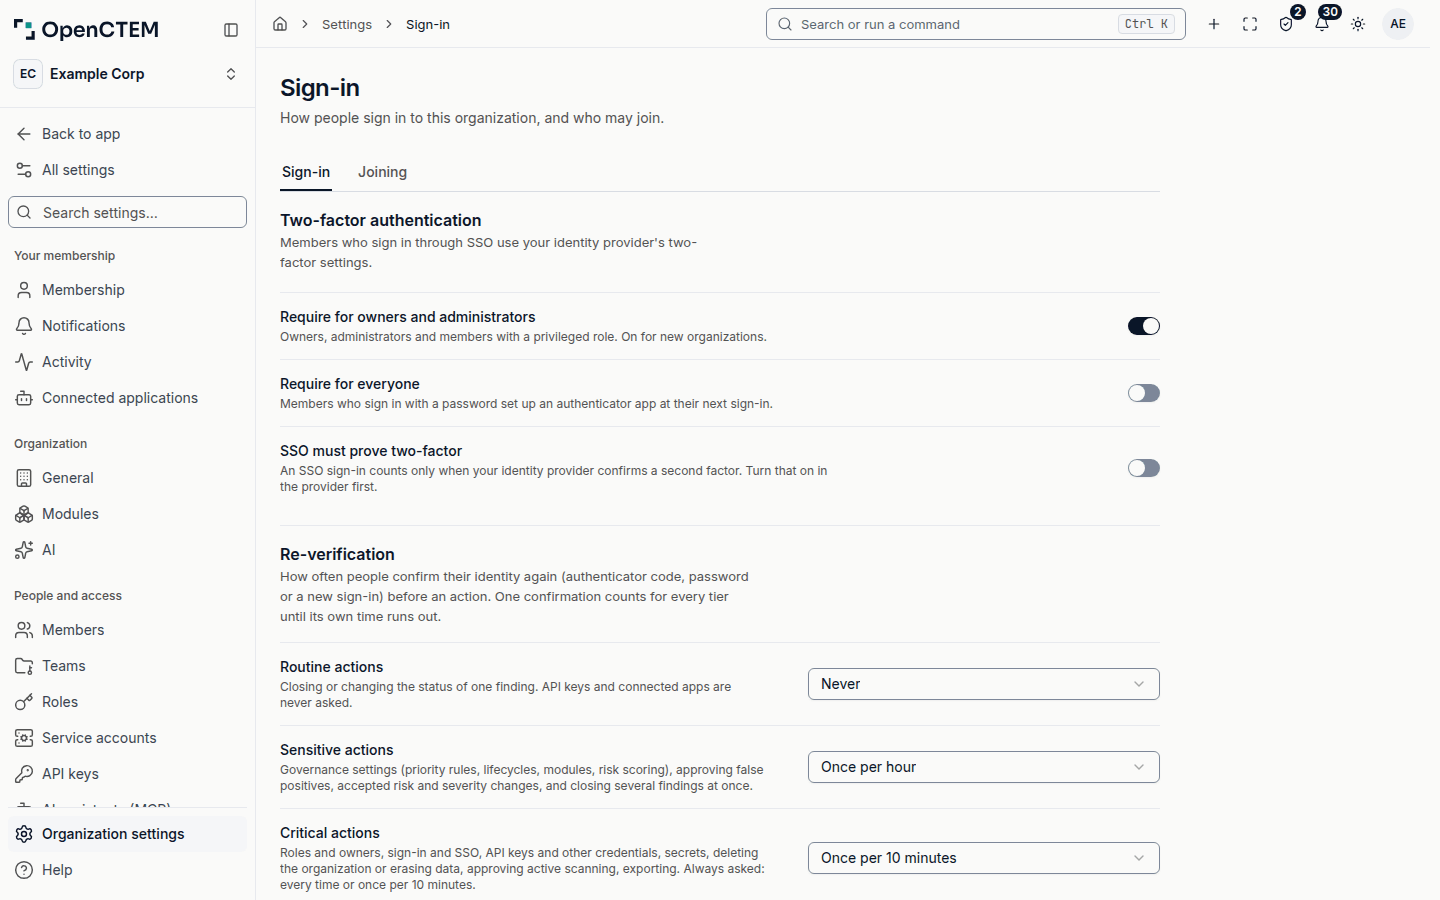 OpenCTEM
EC Example Corp
Back to app
All settings
Search settings...
Your membership
Membership
Notifications
Activity
Connected applications
Organization
General
Modules
AI
People and access
Members
Teams
Roles
Service accounts
API keys
Organization settings
Help
Settings
Sign-in
Search or run a command
Ctrl K
2
30
AE
Sign-in
How people sign in to this organization, and who may join.
Sign-in
Joining
Two-factor authentication
Members who sign in through SSO use your identity provider's two-
factor settings.
Require for owners and administrators
Owners, administrators and members with a privileged role. On for new organizations.
Require for everyone
Members who sign in with a password set up an authenticator app at their next sign-in.
SSO must prove two-factor
An SSO sign-in counts only when your identity provider confirms a second factor. Turn that on in
the provider first.
Re-verification
How often people confirm their identity again (authenticator code, password
or a new sign-in) before an action. One confirmation counts for every tier
until its own time runs out.
Routine actions
Closing or changing the status of one finding. API keys and connected apps are
never asked.
Never
Sensitive actions
Governance settings (priority rules, lifecycles, modules, risk scoring), approving false
positives, accepted risk and severity changes, and closing several findings at once.
Once per hour
Critical actions
Roles and owners, sign-in and SSO, API keys and other credentials, secrets, deleting
the organization or erasing data, approving active scanning, exporting. Always asked:
every time or once per 10 minutes.
Once per 10 minutes